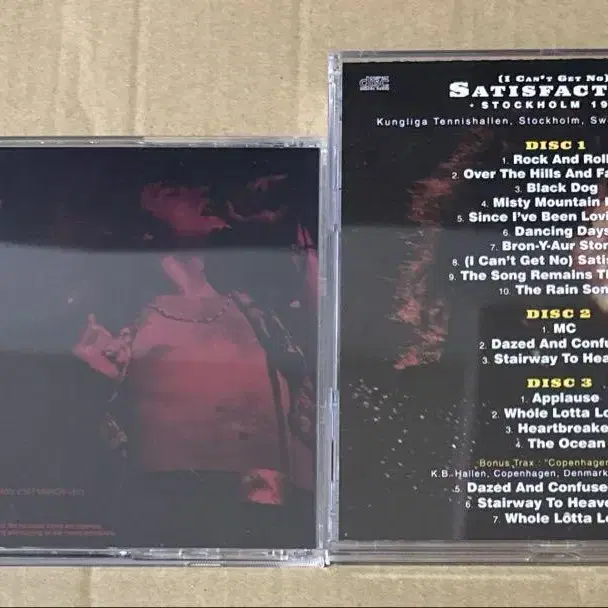 (I CAN'T GET NO)
SATISFACT
• STOCKHOLM 19
Kungliga Tennishallen, Stockholm, Swe
DISC 1
1. Rock And Roll
2. Over The Hills And Fa
3. Black Dog
4. Misty Mountain
5. Since I've Been Lovi
6. Dancing Days
7. Bron-Y-Aur Stom
8. (I Can't Get No) Satis
9. The Song Remains T
10. The Rain Son
DISC 2
1. MC
2. Dazed And Confu
3. Stairway To Hea
DISC 3
1. Applause
2. Whole Lotta Lo
3. Heartbreake
4. The Ocean
Bonus Trax : "Copenhagen
K.B. Hallen, Copenhagen, Denmark
5. Dazed And Confuse
6. Stairway To Heave
7. Whole Lotta Lo